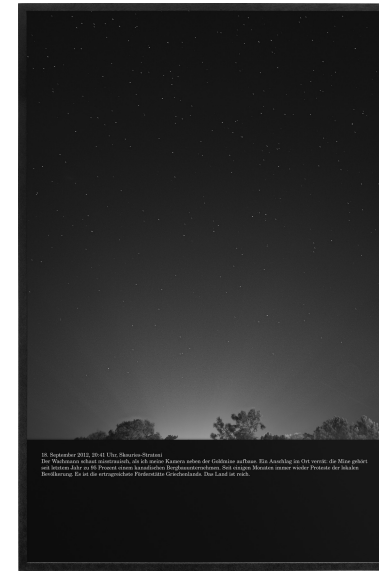 18. September 2012, 20:41 Uhr, Skouries-Stratoni
Der Wachmann schaut misstrauisch, als ich meine Kamera neben der Goldmine aufbaue. Ein Anschlag im Ort verrät: die Mine gehört
seit letztem Jahr zu 95 Prozent einem kanadischen Bergbauunternehmen. Seit einigen Monaten immer wieder Proteste der lokalen
Bevölkerung. Es ist die ertragreichste Förderstätte Griechenlands. Das Land ist reich.